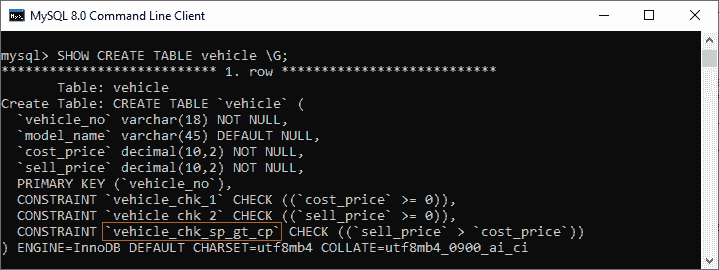 MySQL 8.0 Command Line Client
mysql> SHOW CREATE TABLE vehicle \G;
*************************** 1. row ***************************
       Table: vehicle
Create Table: CREATE TABLE `vehicle` (
  `vehicle_no` varchar(18) NOT NULL,
  `model_name` varchar(45) DEFAULT NULL,
  `cost_price` decimal(10,2) NOT NULL,
  `sell_price` decimal(10,2) NOT NULL,
  PRIMARY KEY (`vehicle_no`),
  CONSTRAINT `vehicle_chk_1` CHECK ((`cost_price` >= 0)),
  CONSTRAINT `vehicle_chk_2` CHECK ((`sell_price` >= 0)),
  CONSTRAINT `vehicle_chk_sp_gt_cp` CHECK ((`sell_price` > `cost_price`))
) ENGINE=InnoDB DEFAULT CHARSET=utf8mb4 COLLATE=utf8mb4_0900_ai_ci